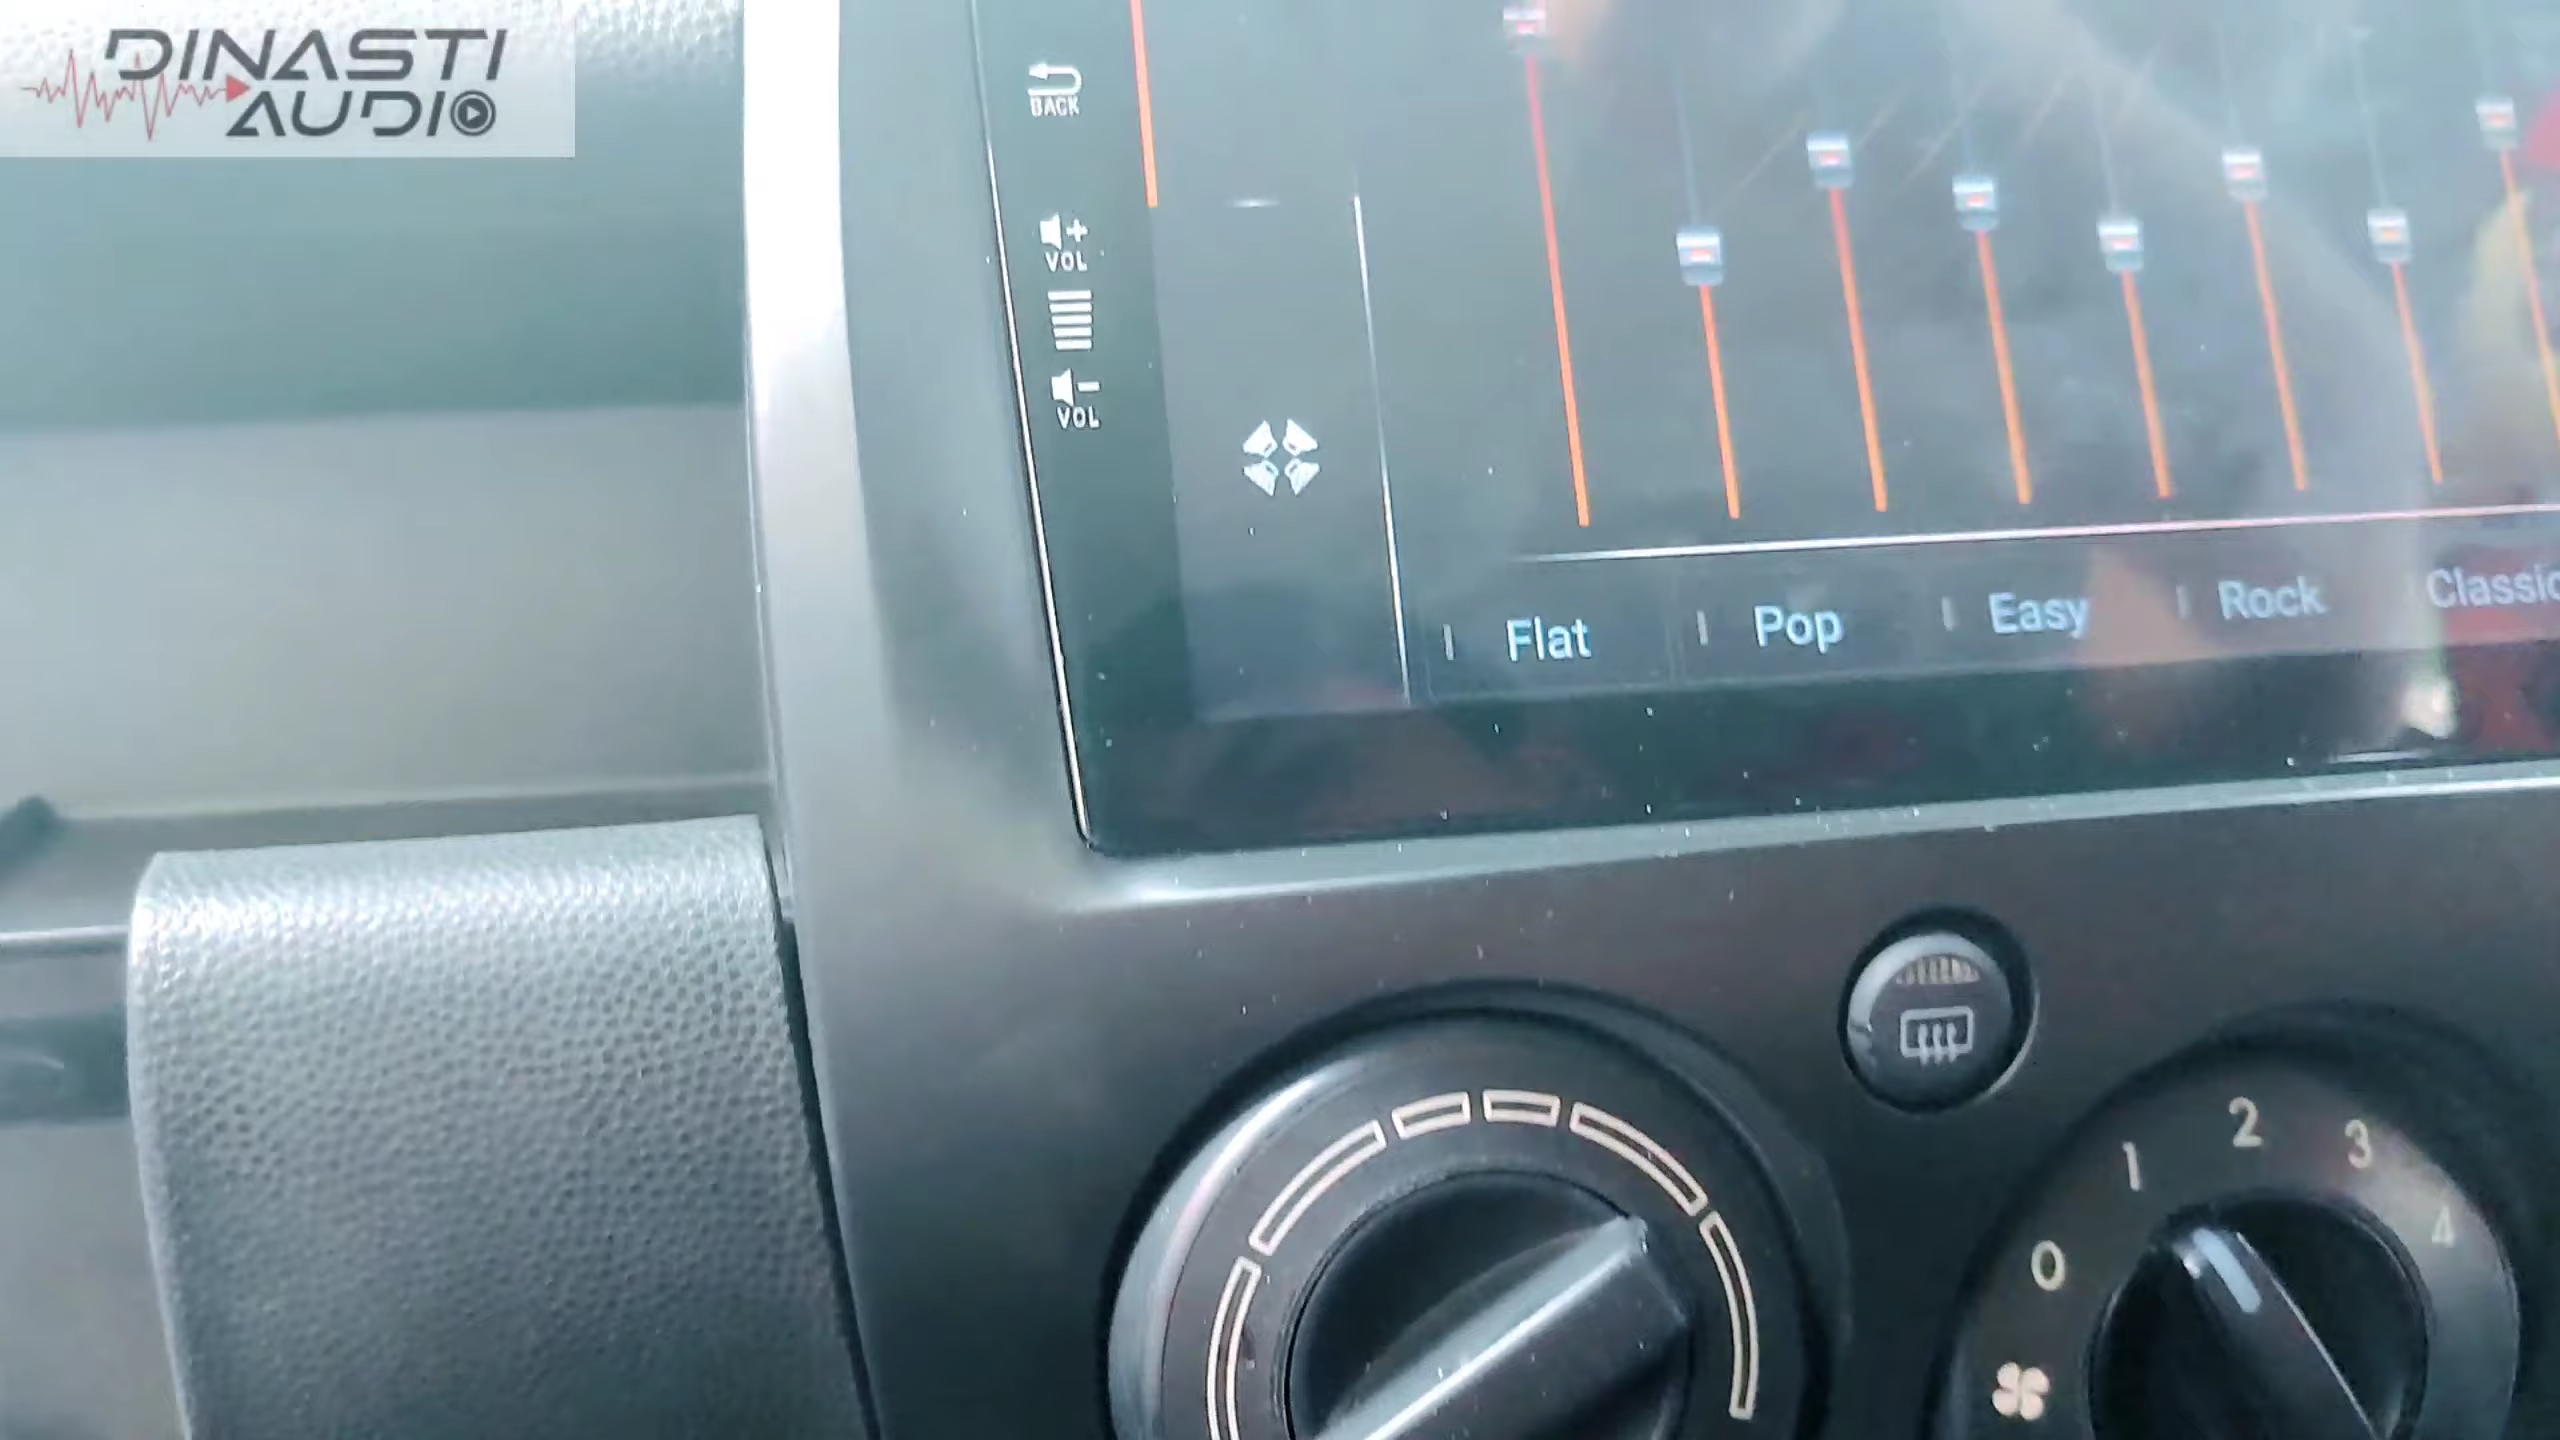 DINASTI
AUDIO
BACK
VOL
VOL
Flat
Pop
Easy
Rock
Classic
0
1
2
3
4